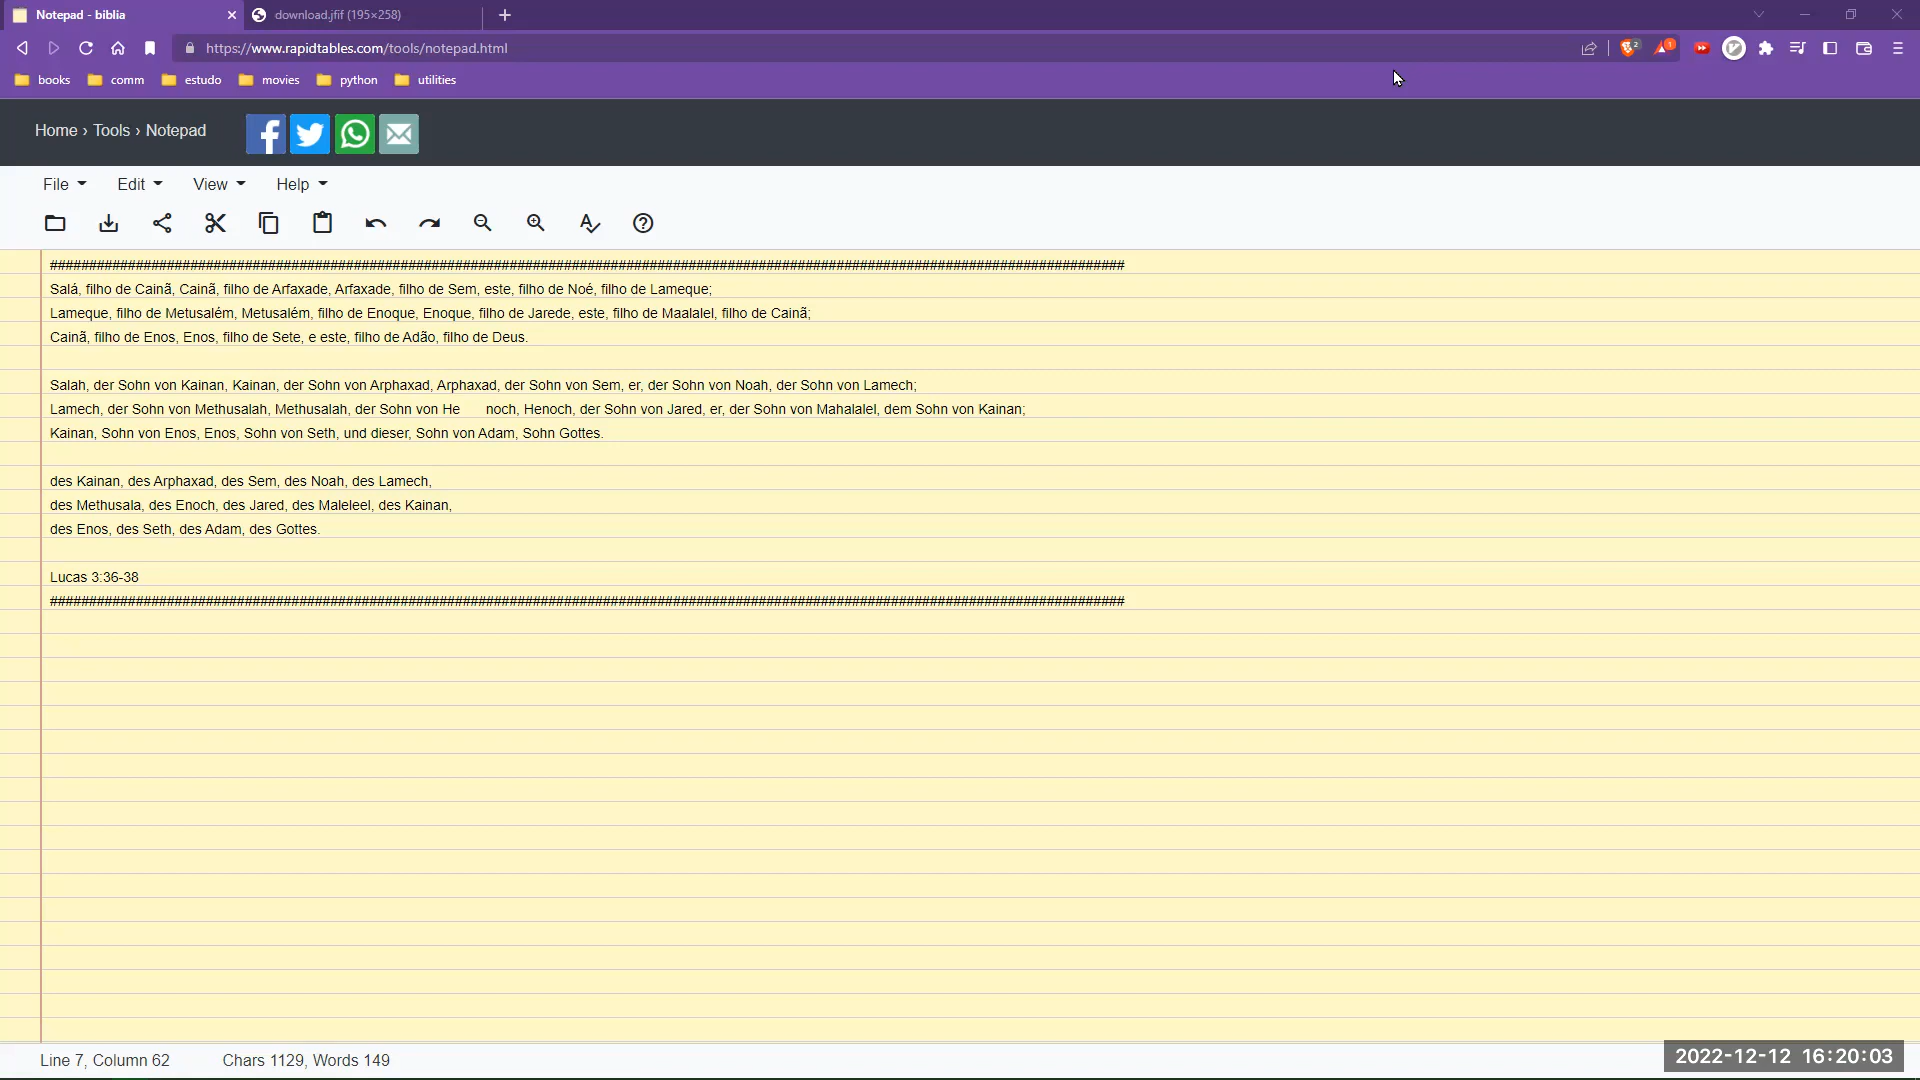 Notepad - biblia
download.jfif (195×258)
https://www.rapidtables.com/tools/notepad.html
2
1
books comm estudo movies python utilities
Home › Tools › Notepad
File Edit View Help
Salá, filho de Cainã, Cainã, filho de Arfaxade, Arfaxade, filho de Sem, este, filho de Noé, filho de Lameque;
Lameque, filho de Metusalém, Metusalém, filho de Enoque, Enoque, filho de Jarede, este, filho de Maalalel, filho de Cainã;
Cainã, filho de Enos, Enos, filho de Sete, e este, filho de Adão, filho de Deus.
Salah, der Sohn von Kainan, Kainan, der Sohn von Arphaxad, Arphaxad, der Sohn von Sem, er, der Sohn von Noah, der Sohn von Lamech;
Lamech, der Sohn von Methusalah, Methusalah, der Sohn von He noch, Henoch, der Sohn von Jared, er, der Sohn von Mahalalel, dem Sohn von Kainan;
Kainan, Sohn von Enos, Enos, Sohn von Seth, und dieser, Sohn von Adam, Sohn Gottes.
des Kainan, des Arphaxad, des Sem, des Noah, des Lamech,
des Methusala, des Enoch, des Jared, des Maleleel, des Kainan,
des Enos, des Seth, des Adam, des Gottes.
Lucas 3:36-38
Line 7, Column 62 Chars 1129, Words 149
2022-12-12 16:20:03